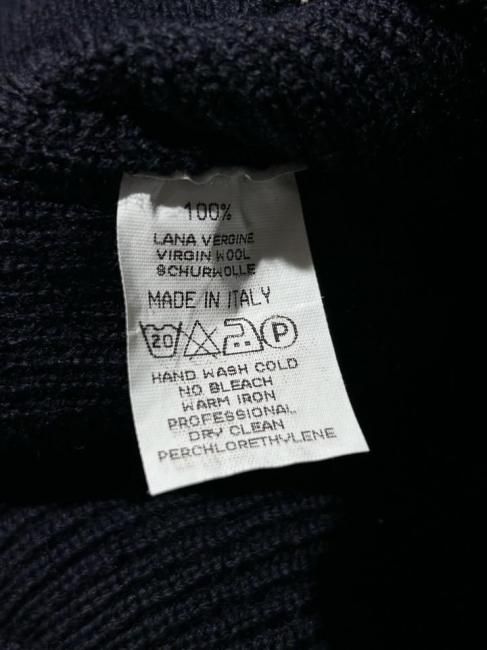 100%
LANA VERGINE
VIRGIN WOOL
SCHURWOLLE
MADE IN ITALY
20 P
HAND WASH COLD
NO BLEACH
WARM IRON
PROFESSIONAL
DRY CLEAN
PERCHLORETHYLENE